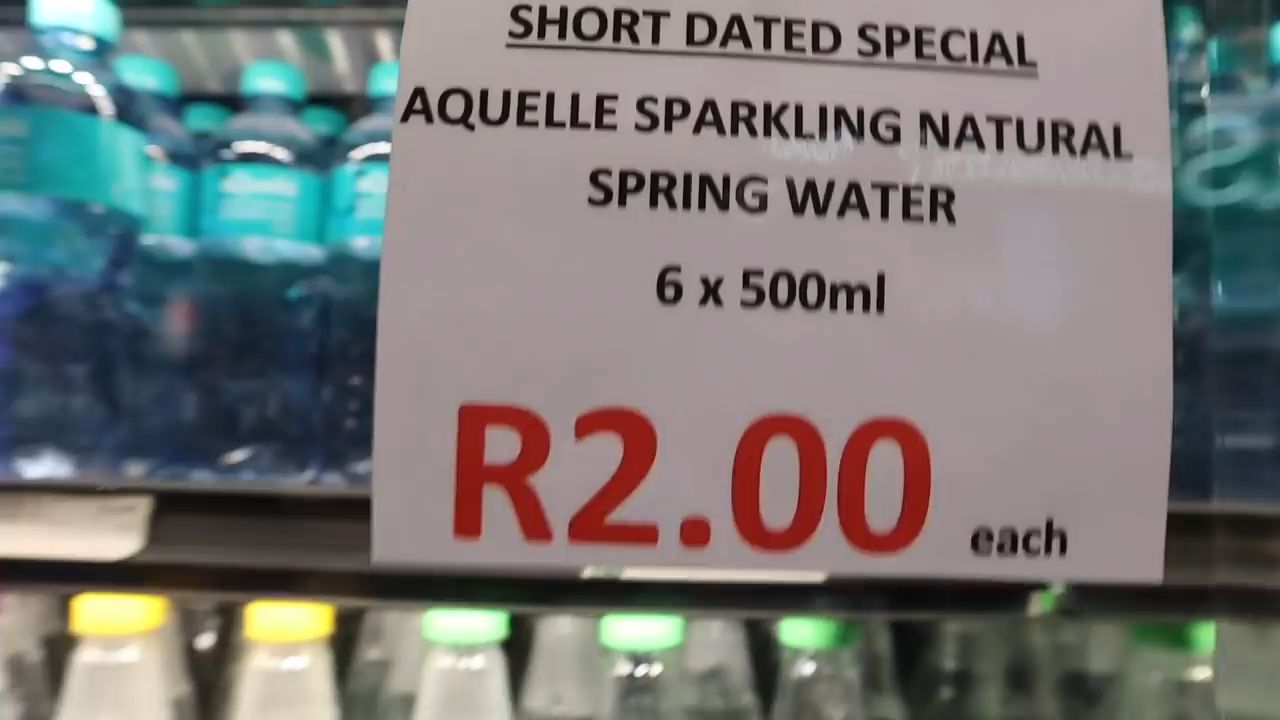 SHORT DATED SPECIAL
AQUELLE SPARKLING NATURAL
SPRING WATER
6 x 500ml
R2.00 each